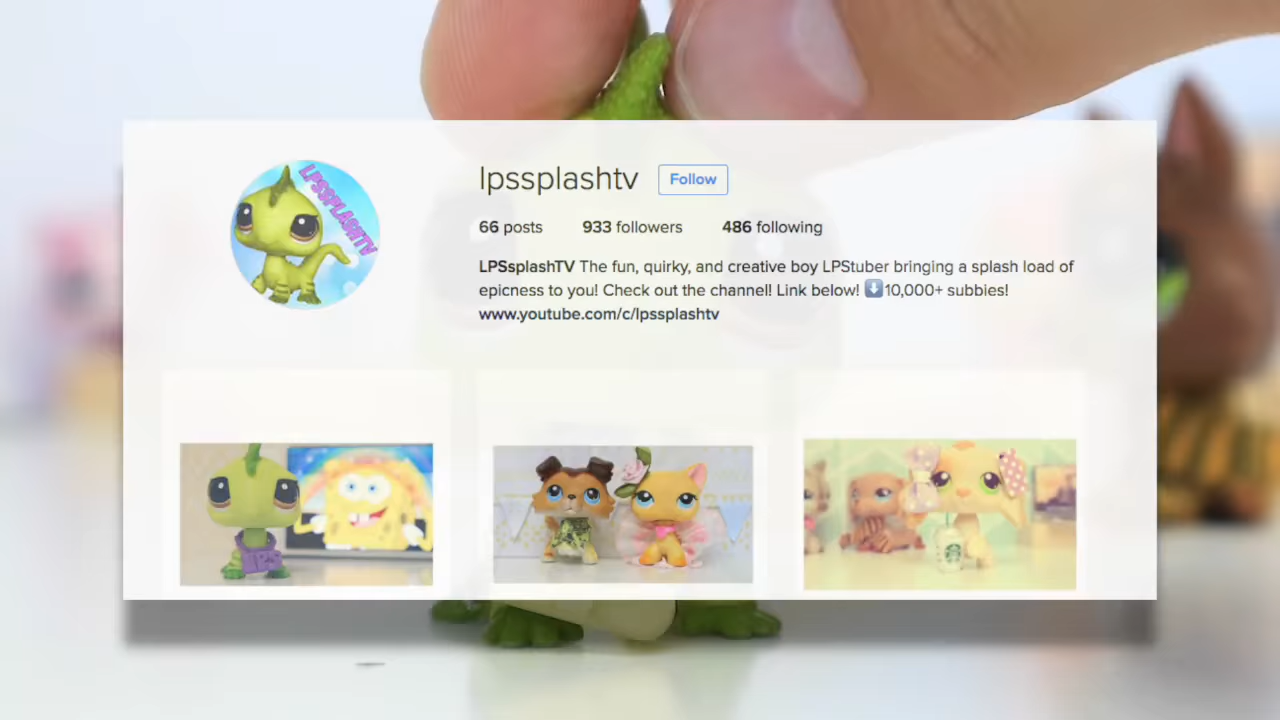 LPSSPLASHTV
lpssplashtv Follow
66 posts 933 followers 486 following
LPSsplashTV The fun, quirky, and creative boy LPStuber bringing a splash load of
epicness to you! Check out the channel! Link below! ⬇️10,000+ subbies!
www.youtube.com/c/lpssplashtv
LPS